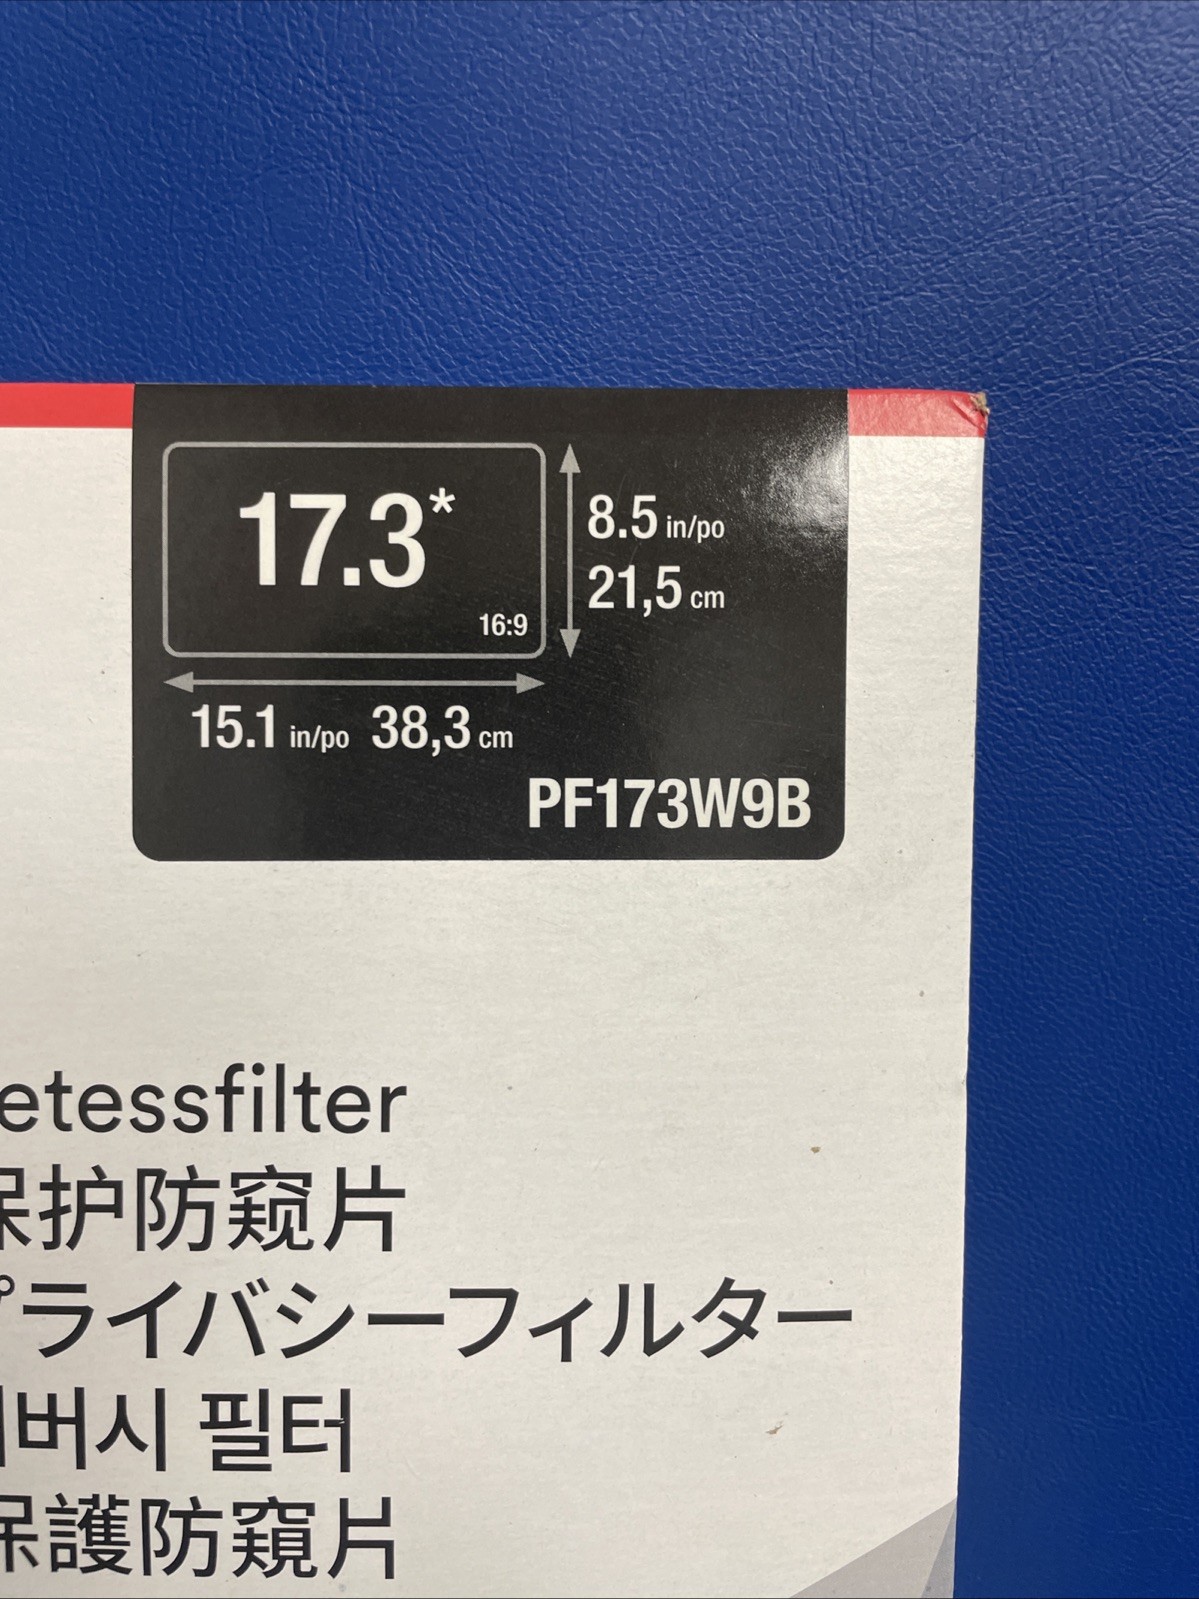 17.3*
16:9
8.5 in/po
21,5 cm
15.1 in/po 38,3 cm
PF173W9B
etessfilter
保护防窥片
プライバシーフィルター
버시 필터
保護防窺片